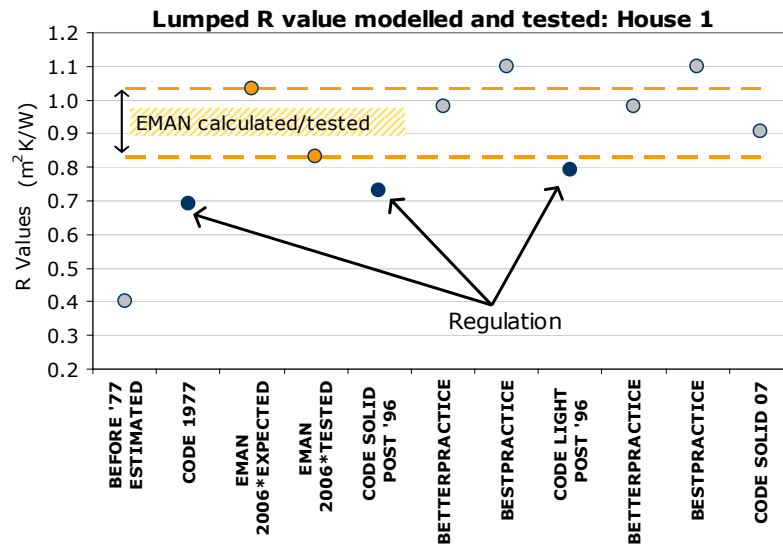 Lumped R value modelled and tested: House 1
R Values (m²K/W)
1.2
1.1
1.0
0.9
0.8
0.7
0.6
0.5
0.4
0.3
0.2
EMAN calculated/tested
Regulation
BEFORE '77
ESTIMATED
CODE 1977
EMAN
2006*EXPECTED
EMAN
2006*TESTED
CODE SOLID
POST '96
BETTERPRACTICE
BESTPRACTICE
CODE LIGHT
POST '96
BETTERPRACTICE
BESTPRACTICE
CODE SOLID 07